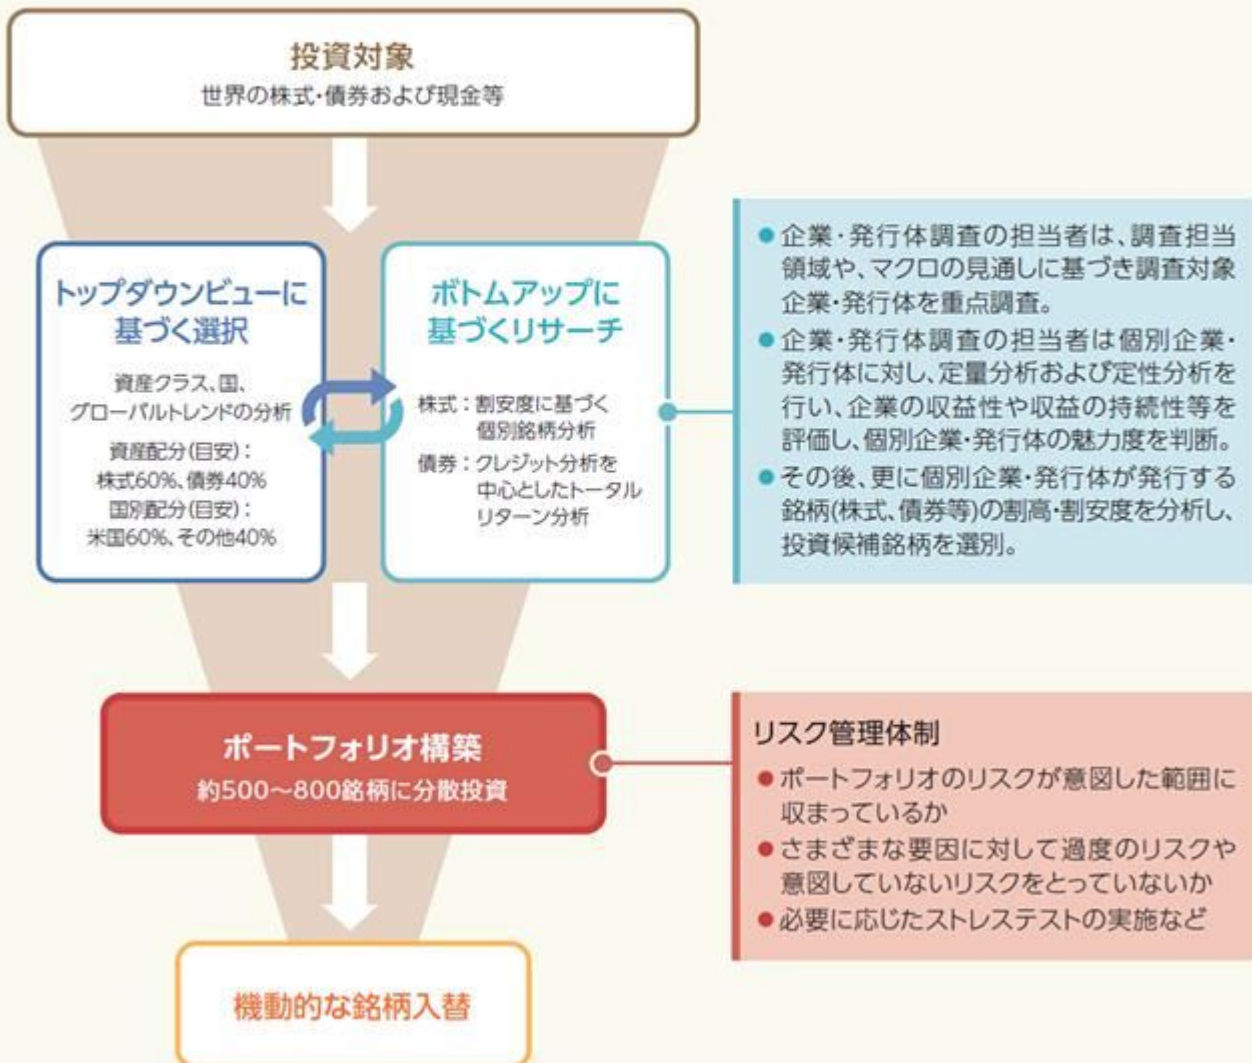 投資対象
世界の株式・債券および現金等
トップダウンビューに
基づく選択
資産クラス、国、
グローバルトレンドの分析
資産配分(目安)：
株式60%、債券40%
国別配分(目安)：
米国60%、その他40%
ボトムアップに
基づくリサーチ
株式：割安度に基づく
個別銘柄分析
債券：クレジット分析を
中心としたトータル
リターン分析
●企業・発行体調査の担当者は、調査担当
領域や、マクロの見通しに基づき調査対象
企業・発行体を重点調査。
●企業・発行体調査の担当者は個別企業・
発行体に対し、定量分析および定性分析を
行い、企業の収益性や収益の持続性等を
評価し、個別企業・発行体の魅力度を判断。
●その後、更に個別企業・発行体が発行する
銘柄(株式、債券等)の割高・割安度を分析し、
投資候補銘柄を選別。
ポートフォリオ構築
約500～800銘柄に分散投資
リスク管理体制
●ポートフォリオのリスクが意図した範囲に
収まっているか
●さまざまな要因に対して過度のリスクや
意図していないリスクをとっていないか
●必要に応じたストレステストの実施など
機動的な銘柄入替